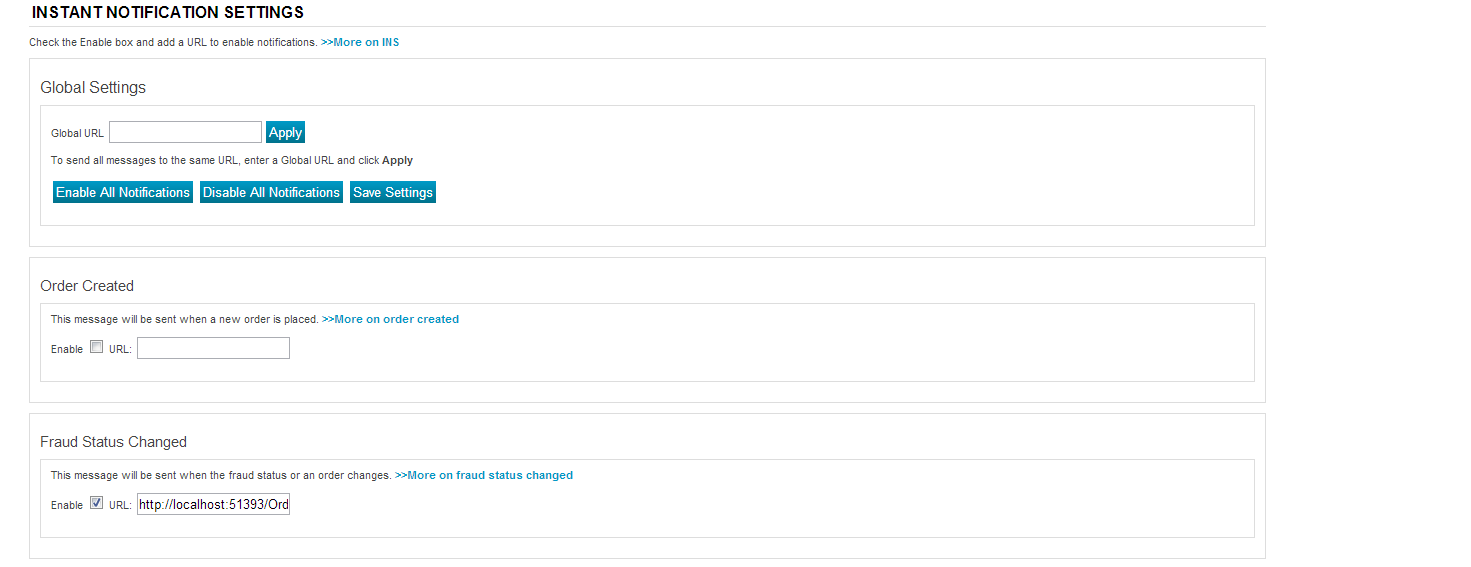 INSTANT NOTIFICATION SETTINGS
Check the Enable box and add a URL to enable notifications. >>More on INS
Global Settings
Global URL Apply
To send all messages to the same URL, enter a Global URL and click Apply
Enable All Notifications Disable All Notifications Save Settings
Order Created
This message will be sent when a new order is placed. >>More on order created
Enable URL:
Fraud Status Changed
This message will be sent when the fraud status or an order changes. >>More on fraud status changed
Enable URL: http://localhost:51393/Ord